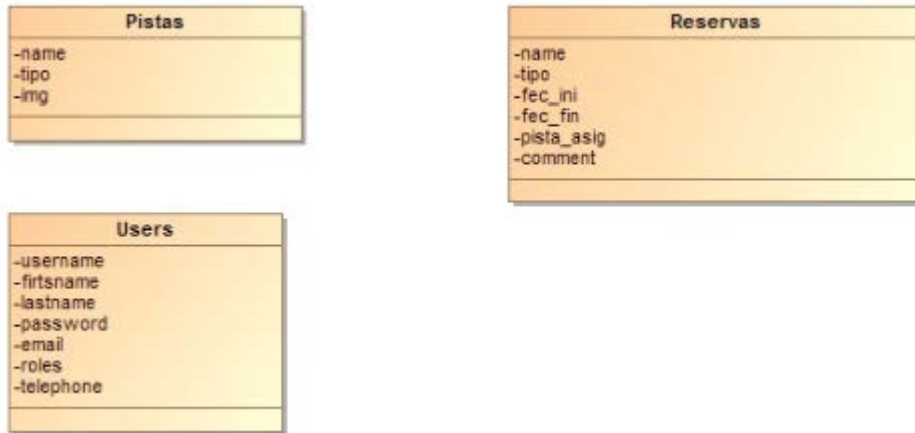 Pistas
-name
-tipo
-img
Reservas
-name
-tipo
-fec_ini
-fec_fin
-pista_asig
-comment
Users
-username
-firtsname
-lastname
-password
-email
-roles
-telephone